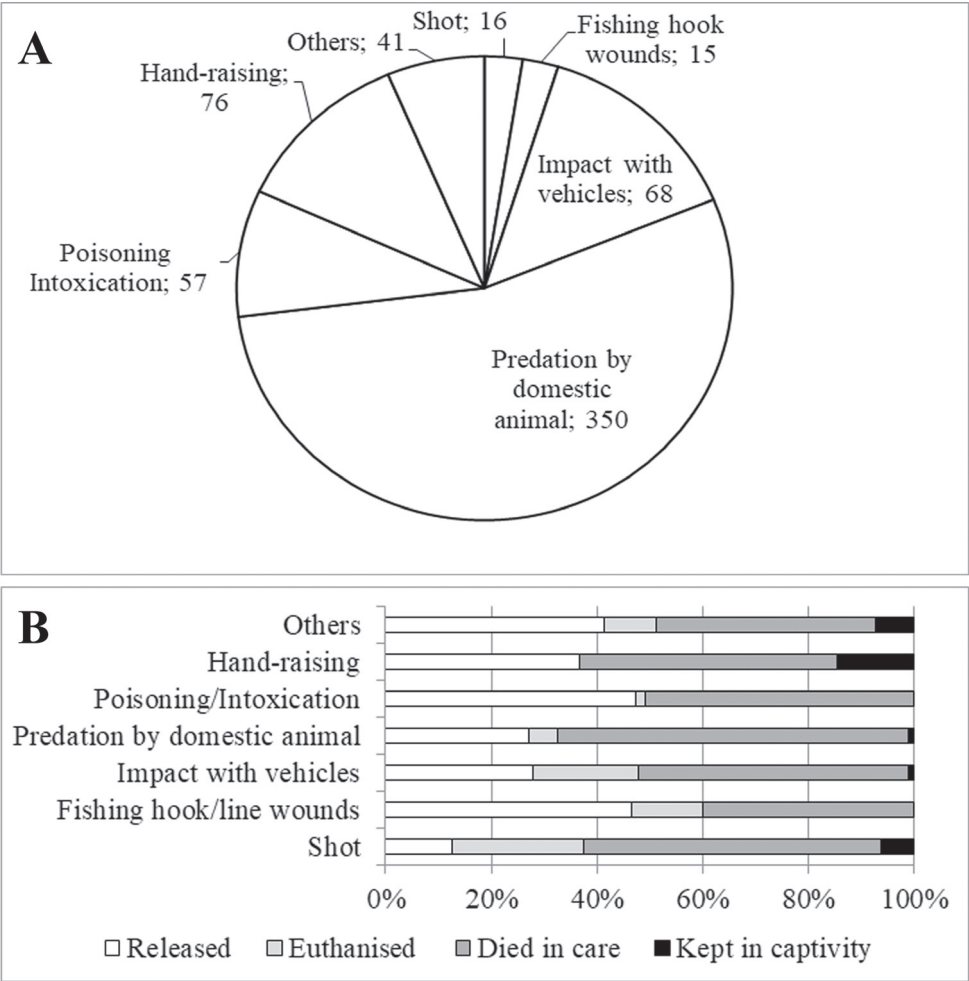 A
Shot; 16
Fishing hook
wounds; 15
Others; 41
Hand-raising;
76
Impact with
vehicles; 68
Poisoning
Intoxication; 57
Predation by
domestic
animal; 350
B
Others
Hand-raising
Poisoning/Intoxication
Predation by domestic animal
Impact with vehicles
Fishing hook/line wounds
Shot
0% 20% 40% 60% 80% 100%
Released Euthanised Died in care Kept in captivity